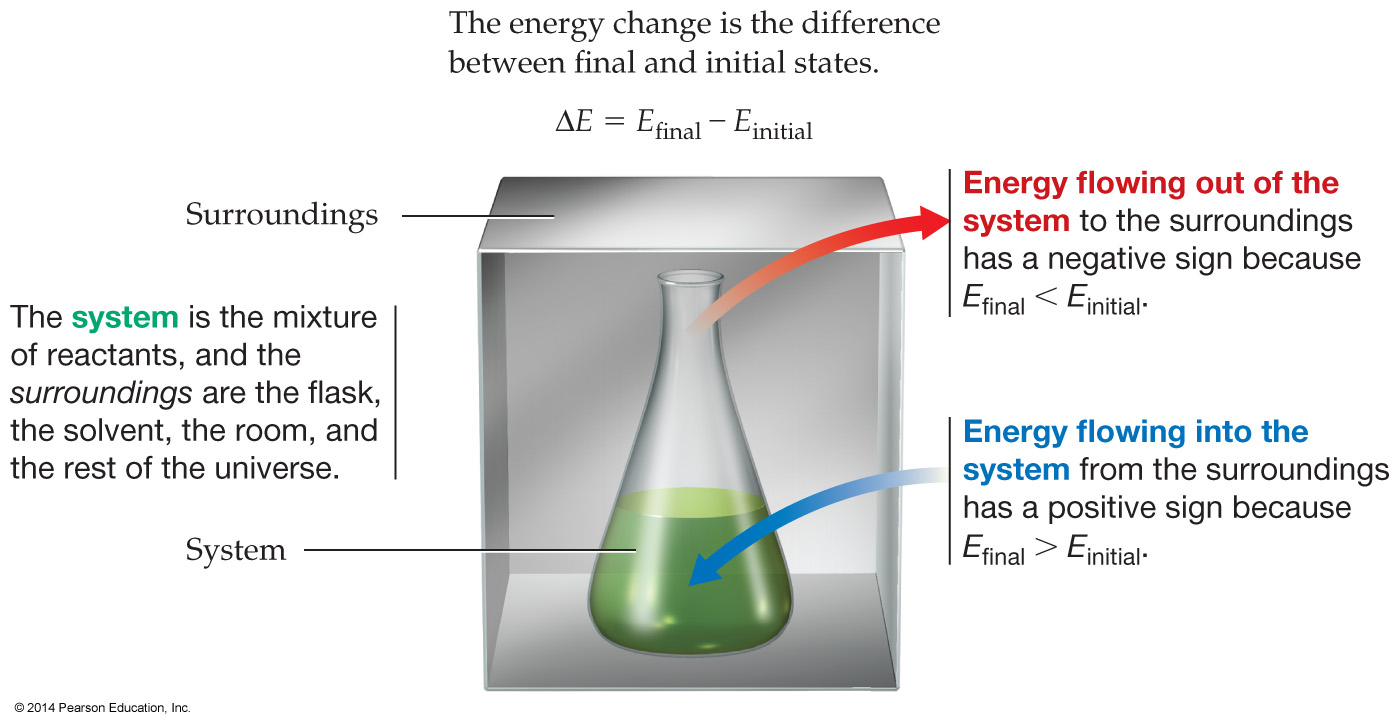 The energy change is the difference
between final and initial states.
ΔE = Efinal − Einitial
Surroundings
The system is the mixture
of reactants, and the
surroundings are the flask,
the solvent, the room, and
the rest of the universe.
System
Energy flowing out of the
system to the surroundings
has a negative sign because
Efinal < Einitial.
Energy flowing into the
system from the surroundings
has a positive sign because
Efinal > Einitial.
© 2014 Pearson Education, Inc.